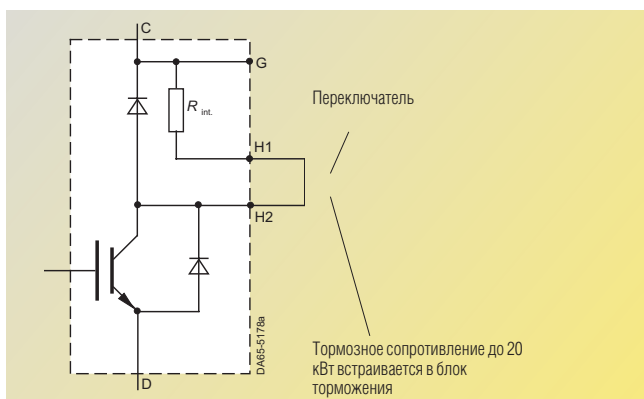 C
G
R int.
Переключатель
H1
H2
DA65-5178a
Тормозное сопротивление до 20
кВт встраивается в блок
торможения
D